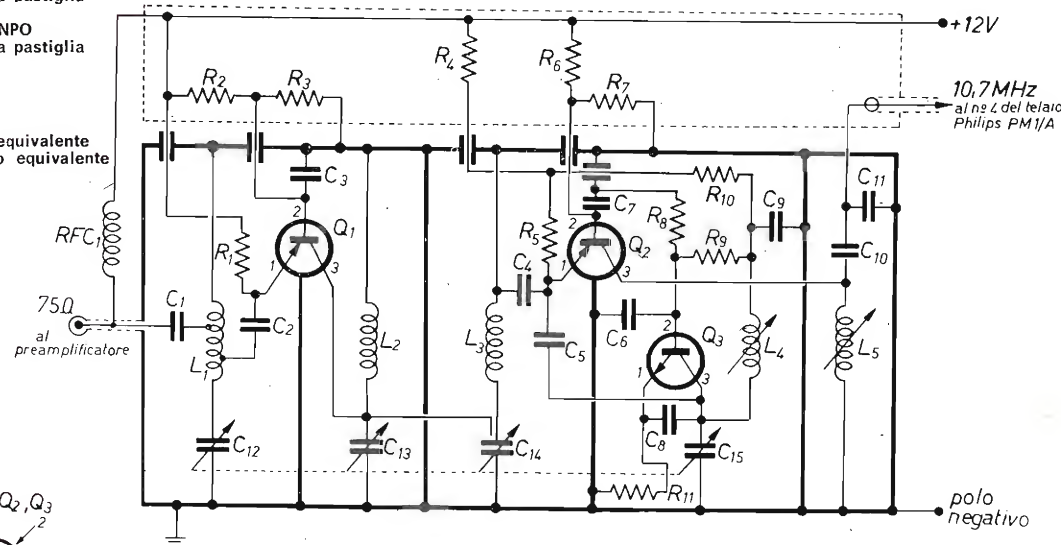 pastiglia
NPO
a pastiglia
equivalente
o equivalente
+12V
10,7MHz
al nº 4 del telaio
Philips PM1/A
R4
R6
R2
R3
R7
C3
C7
R10
C11
R8
C9
RFC1
R1
2
Q1
1
3
R5
2
Q2
1
3
R9
C10
C4
75Ω
al
preamplificatore
C1
C2
L1
L2
L3
C5
C6
2
Q3
1
3
L4
L5
C12
C13
C14
C8
C15
R11
Q2, Q3
2
polo
negativo